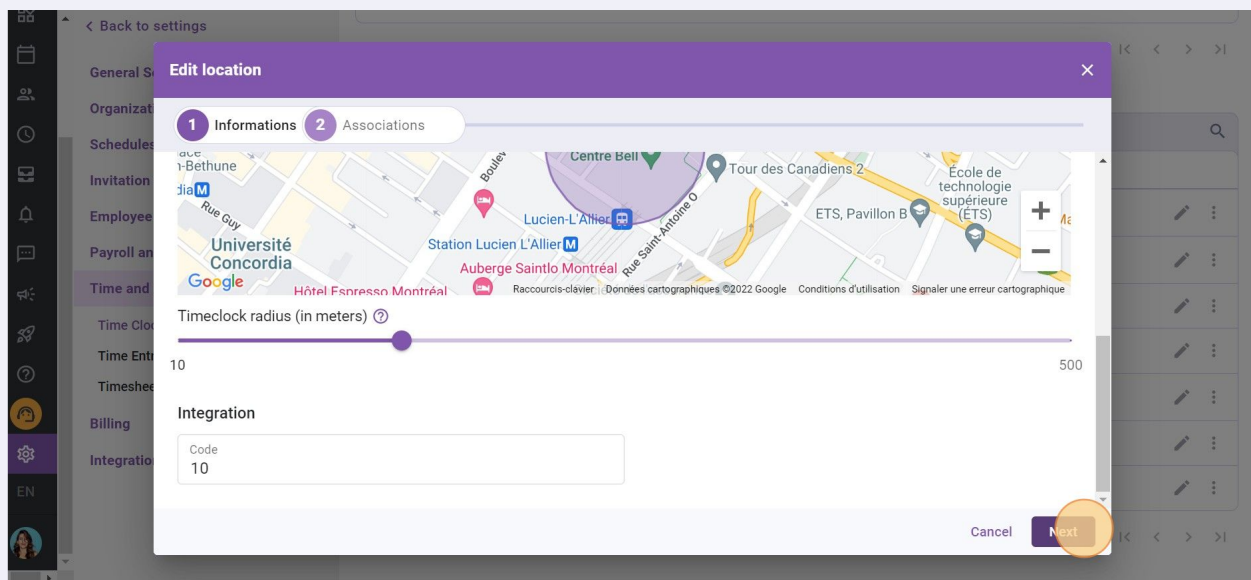 < Back to settings
Edit location
General S
1 Informations 2 Associations
Organizat
Schedules
Invitation
Employee
Payroll an
Time and
Time Clo
Time Entr
Timeshee
Billing
Integratio
EN
-Bethune
dia M
Rue Guy
Université
Concordia
Google
Boulev
Centre Bell
Tour des Canadiens 2
École de
technologie
supérieure
(ÉTS)
ETS, Pavillon B
Lucien-L'Allier
Station Lucien L'Allier M
Rue Saint-Antoine O
Auberge Saintlo Montréal
Hôtel Espresso Montréal
Raccourcis-clavier Données cartographiques ©2022 Google Conditions d'utilisation Signaler une erreur cartographique
Timeclock radius (in meters)
10
500
Integration
Code
10
Cancel
Next